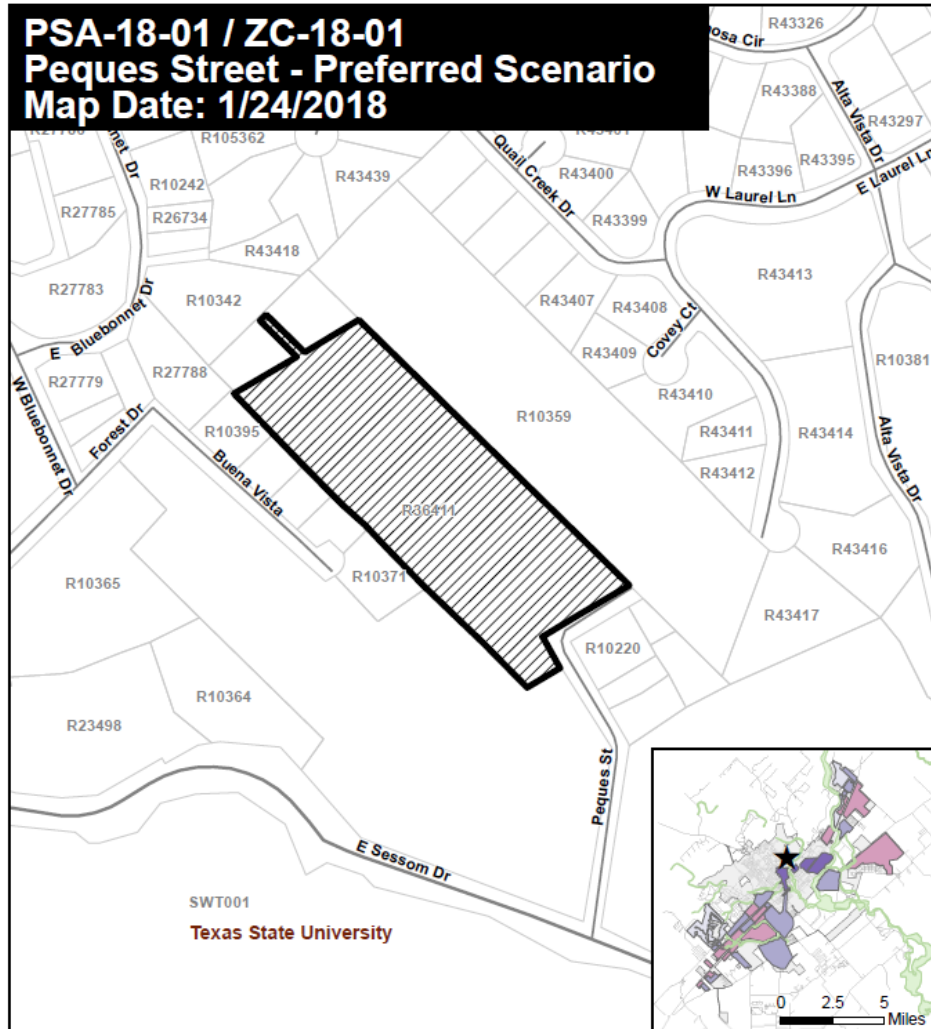 PSA-18-01 / ZC-18-01
Peques Street - Preferred Scenario
Map Date: 1/24/2018
R43326
osa Cir
R43388
Alta Vista Dr
R43297
R105362
R43439
Quail Creek Dr
R43400
R43396
R43395
E Laurel Ln
R10242
R27785
R26734
R43399
W Laurel Ln
R43418
R43413
R27783
R10342
R43407
R43408
E Bluebonnet Dr
Covey Ct
R43409
R10381
R27779
R27788
W Bluebonnet Dr
Forest Dr
R10395
R10359
R43410
R43411
R43414
Alta Vista Dr
Buena Vista
R43412
R36411
R43416
R10365
R10371
R43417
R10220
R10364
R23498
Peques St
E Sessom Dr
SWT001
Texas State University
0 2.5 5
Miles